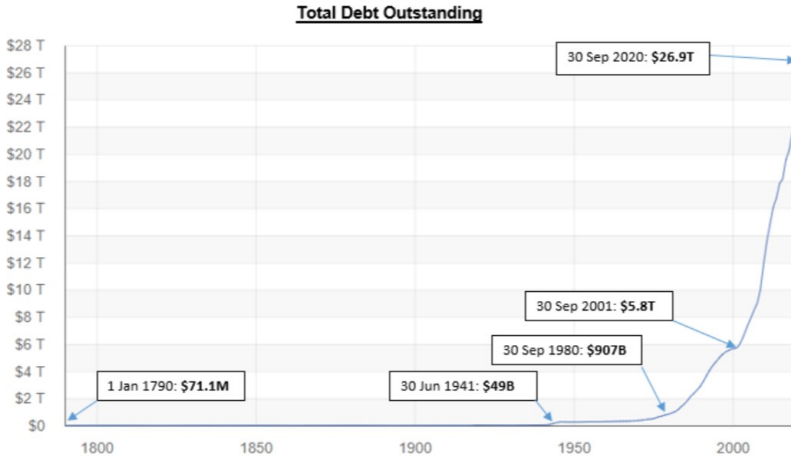 Total Debt Outstanding
$28 T
30 Sep 2020: $26.9T
$26 T
$24 T
$22 T
$20 T
$18 T
$16 T
$14 T
$12 T
$10 T
30 Sep 2001: $5.8T
$8 T
$6 T
30 Sep 1980: $907B
$4 T
1 Jan 1790: $71.1M
30 Jun 1941: $49B
$2 T
$0
1800
1850
1900
1950
2000